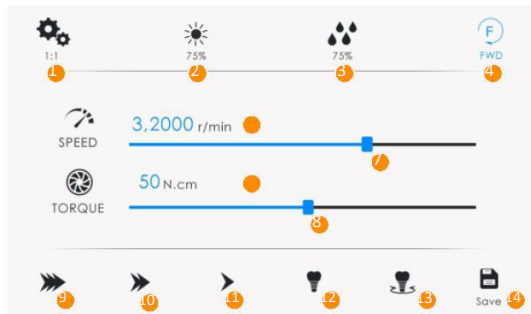 1:1 75% 75% FWD
F
1 2 3 4
3,2000 r/min
SPEED
7
50 N.cm
TORQUE
8
9 10 11 12 13 14
Save